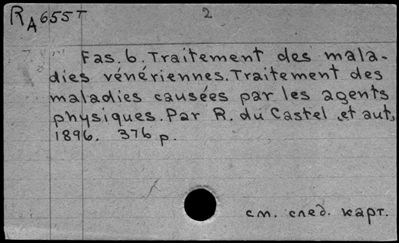 RA655T
2
Fas. 6. Traitement des mala-
dies vénériennes. Traitement des
maladies causées par les agents
physiques. Par R. du Castel et aut,
1896. 376 p.
см. след. карт.